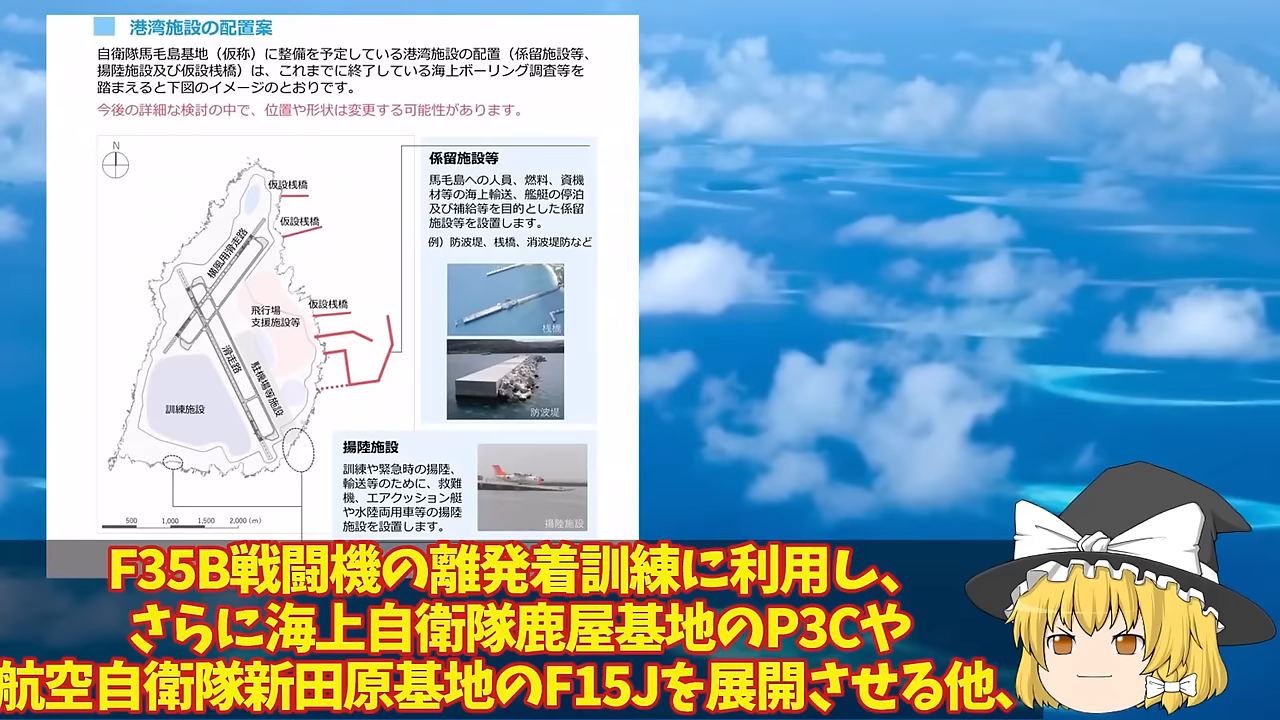 港湾施設の配置案
自衛隊馬毛島基地（仮称）に整備を予定している港湾施設の配置（係留施設等、
揚陸施設及び仮設桟橋）は、これまでに終了している海上ボーリング調査等を
踏まえると下図のイメージのとおりです。
今後の詳細な検討の中で、位置や形状は変更する可能性があります。
N
仮設桟橋
仮設桟橋
横風用滑走路
仮設桟橋
飛行場
支援施設等
滑走路
駐機場等施設
訓練施設
500 1,000 1,500 2,000 (m)
係留施設等
馬毛島への人員、燃料、資機
材等の海上輸送、艦艇の停泊
及び補給等を目的とした係留
施設等を設置します。
例）防波堤、桟橋、消波堤防など
桟橋
防波堤
揚陸施設
訓練や緊急時の揚陸、
輸送等のために、救難
機、エアクッション艇
や水陸両用車等の揚陸
施設を設置します。
揚陸施設
F35B戦闘機の離発着訓練に利用し、
さらに海上自衛隊鹿屋基地のP3Cや
航空自衛隊新田原基地のF15Jを展開させる他、